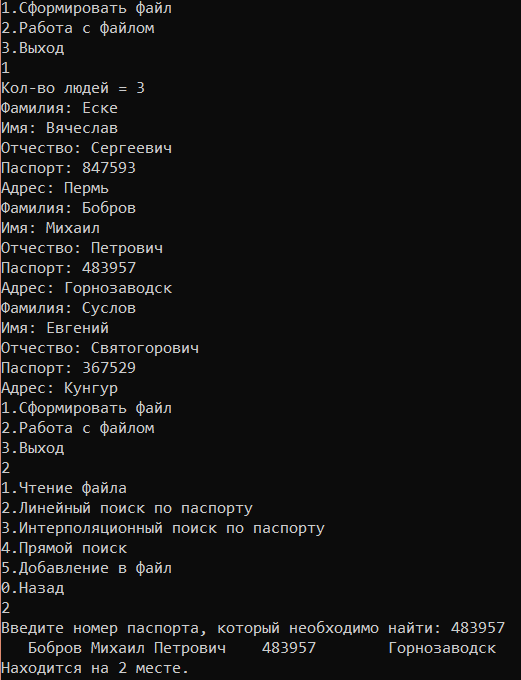 1.Сформировать файл
2.Работа с файлом
3.Выход
1
Кол-во людей = 3
Фамилия: Еске
Имя: Вячеслав
Отчество: Сергеевич
Паспорт: 847593
Адрес: Пермь
Фамилия: Бобров
Имя: Михаил
Отчество: Петрович
Паспорт: 483957
Адрес: Горнозаводск
Фамилия: Суслов
Имя: Евгений
Отчество: Святогорович
Паспорт: 367529
Адрес: Кунгур
1.Сформировать файл
2.Работа с файлом
3.Выход
2
1.Чтение файла
2.Линейный поиск по паспорту
3.Интерполяционный поиск по паспорту
4.Прямой поиск
5.Добавление в файл
0.Назад
2
Введите номер паспорта, который необходимо найти: 483957
   Бобров Михаил Петрович    483957        Горнозаводск
Находится на 2 месте.